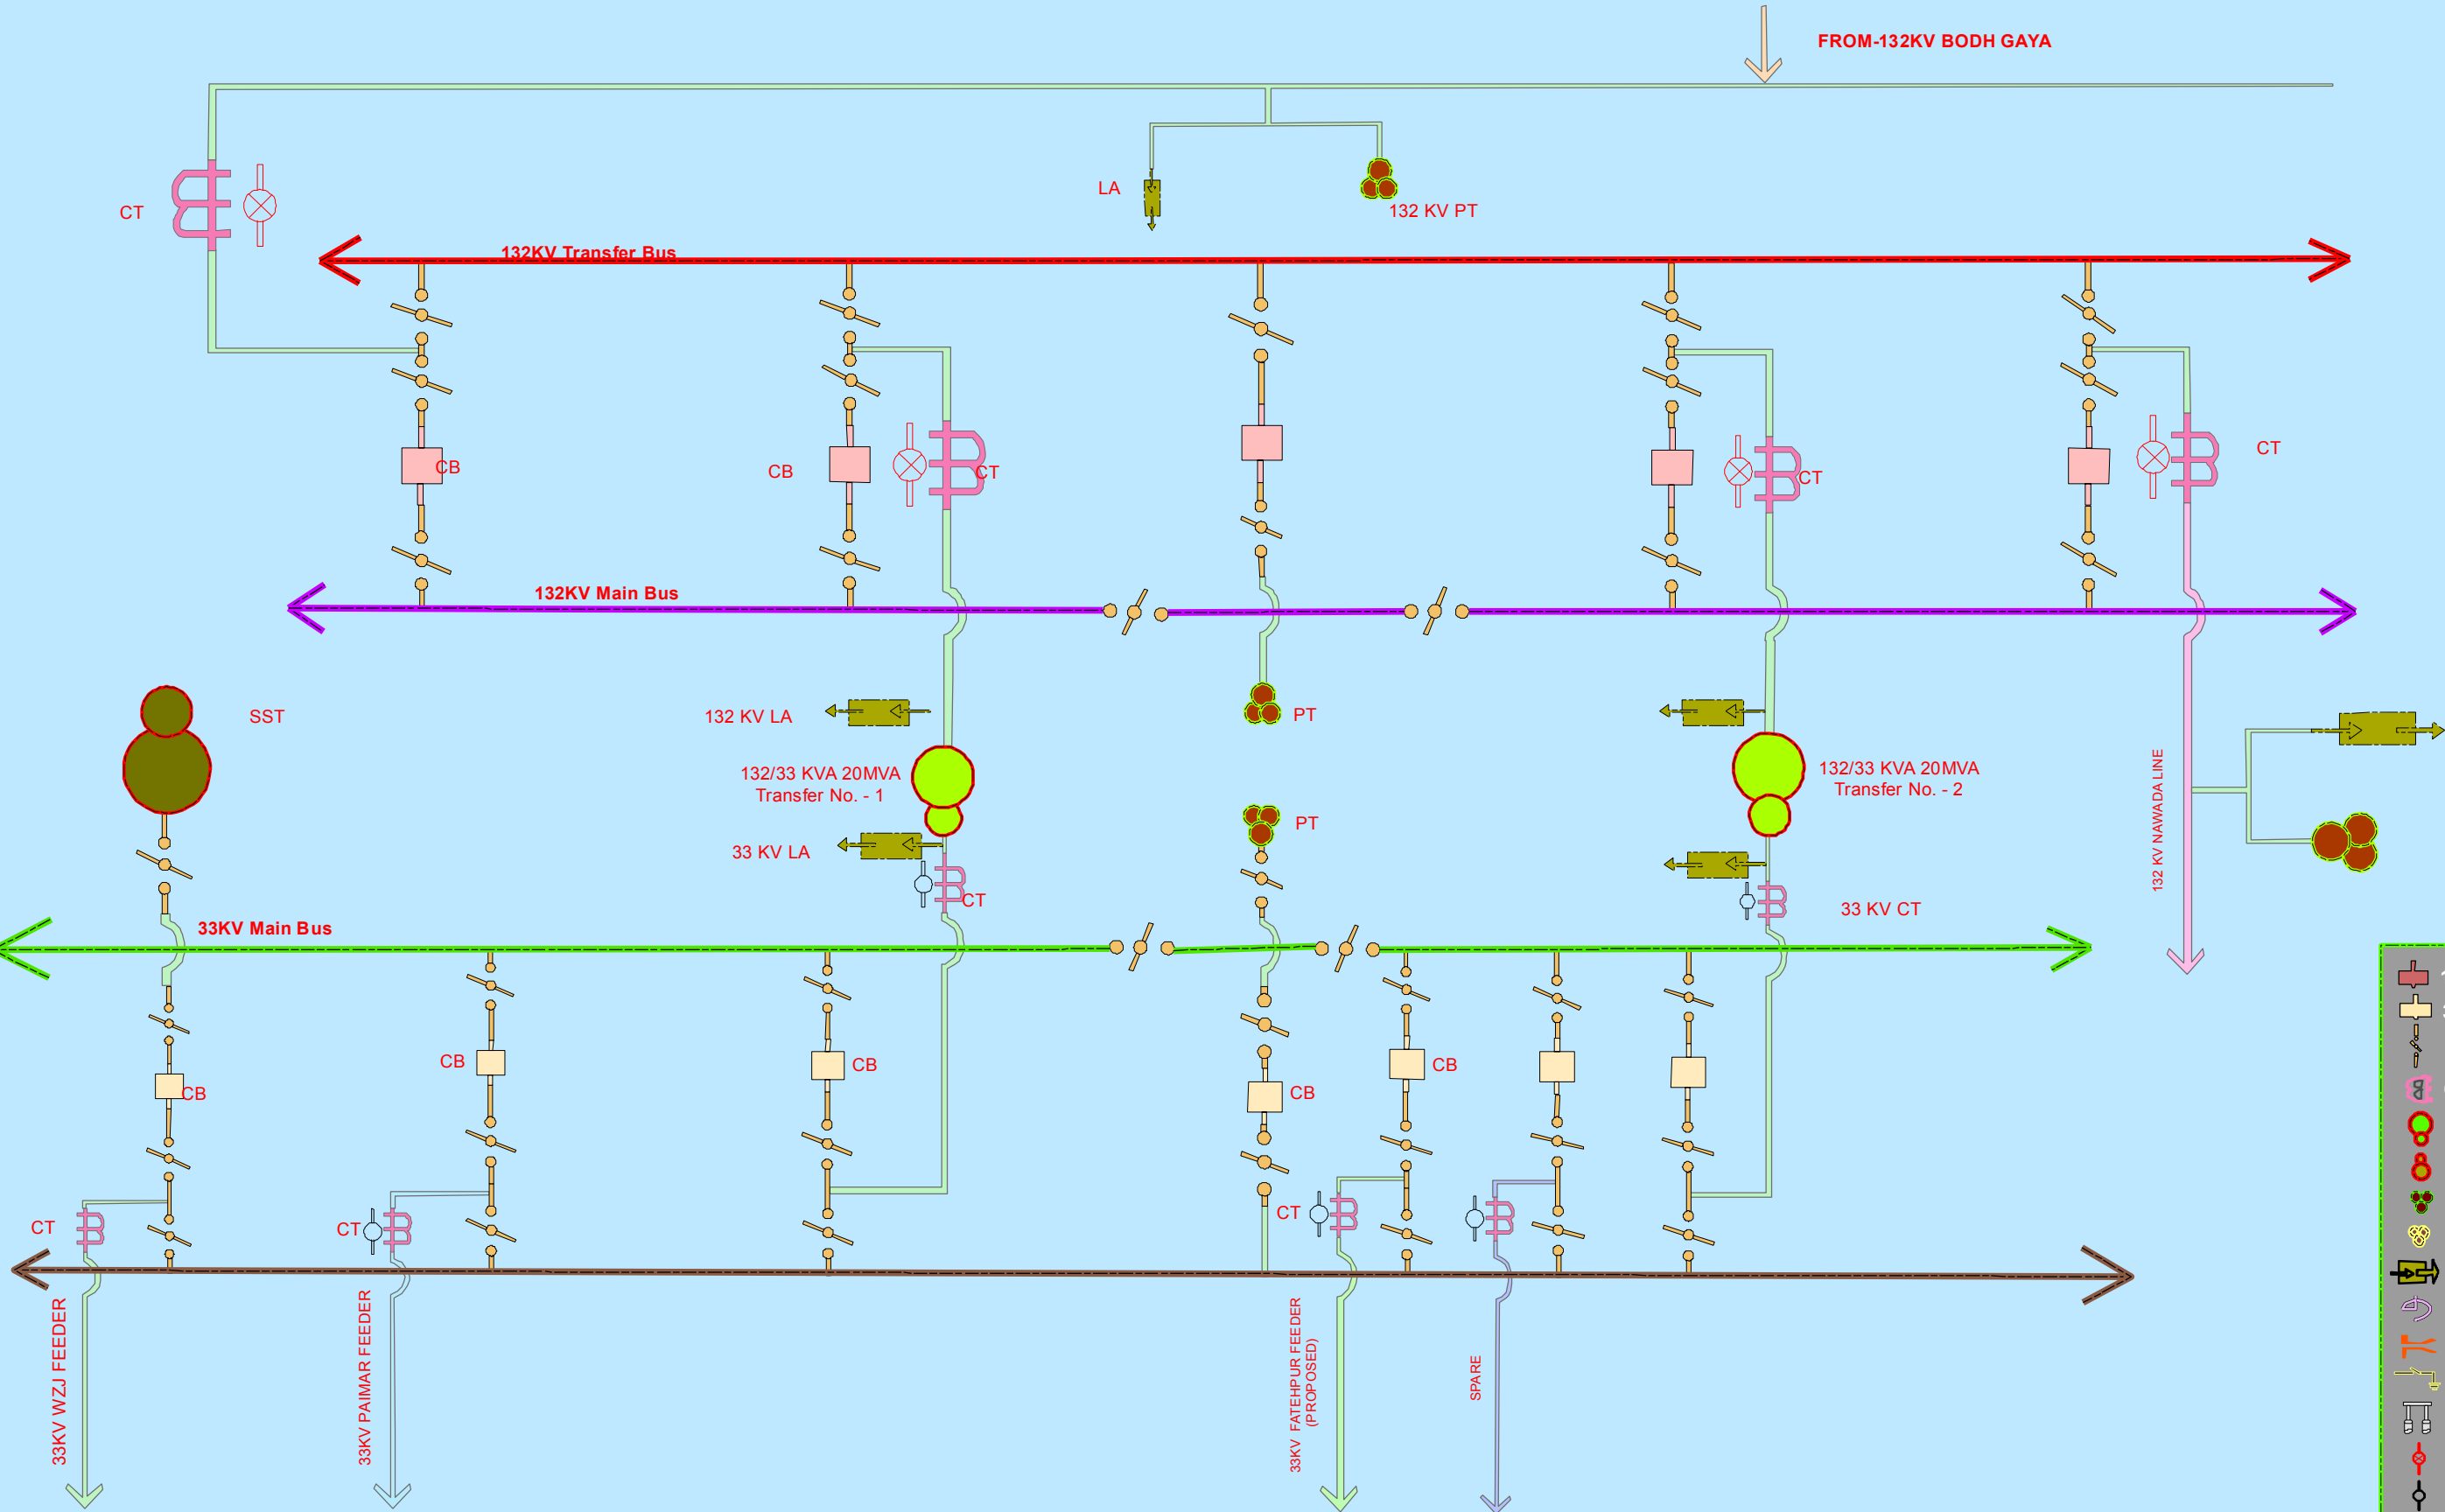 FROM-132KV BODH GAYA
LA
132 KV PT
CT
132KV Transfer Bus
CB
CB
CT
CT
CT
132KV Main Bus
SST
132 KV LA
PT
132/33 KVA 20MVA
Transfer No. - 1
132/33 KVA 20MVA
Transfer No. - 2
33 KV LA
PT
132 KV NAWADA LINE
CT
33 KV CT
33KV Main Bus
CB
CB
CB
CB
CB
CT
CT
CT
33KV WZJ FEEDER
33KV PAIMAR FEEDER
33KV FATEHPUR FEEDER
(PROPOSED)
SPARE